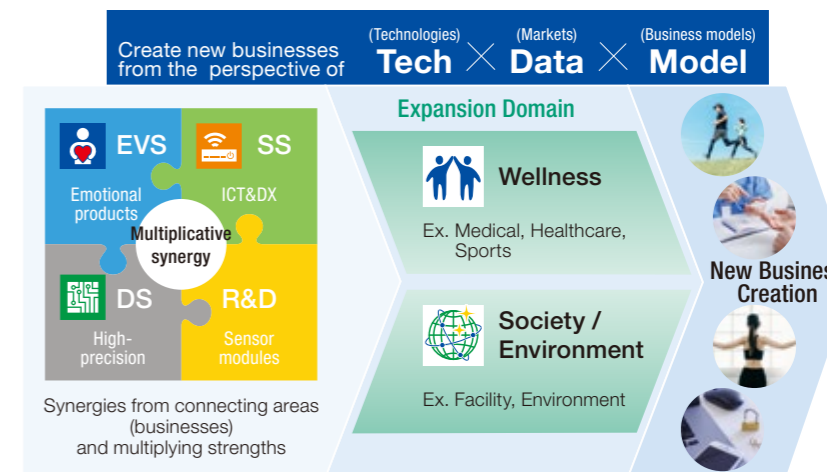 Create new businesses
from the perspective of
(Technologies)
Tech
×
(Markets)
Data
×
(Business models)
Model
EVS
Emotional
products
SS
ICT&DX
Multiplicative
synergy
DS
High-
precision
R&D
Sensor
modules
Synergies from connecting areas
(businesses)
and multiplying strengths
Expansion Domain
Wellness
Ex. Medical, Healthcare,
Sports
Society /
Environment
Ex. Facility, Environment
New Busines
Creation